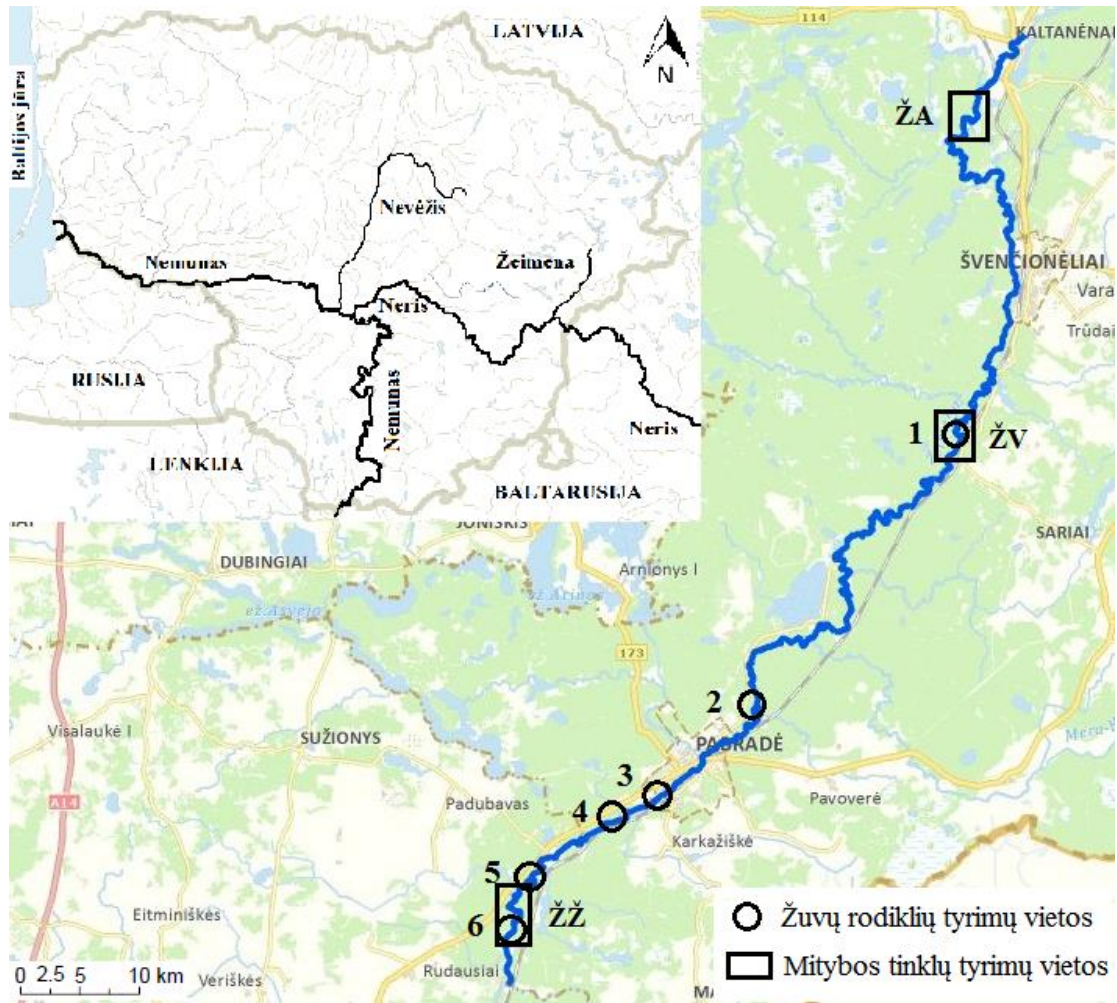 LATVIJA
N
Baltijos jūra
Nevėžis
Nemunas
Žeimena
Neris
RUSIJA
Nemunas
Neris
LENKIJA
BALTARUSIJA
114
KALTANĖNAI
ŽA
ŠVENČIONĖLIAI
Vara
Trūdai
1
ŽV
SARIAI
JONIŠKIS
DUBINGIAI
Arnionys I
ež. Asveja
173
2
PABRADĖ
Visalaukė I
SUŽIONYS
3
A14
Padubavas
4
Pavoverė
Karkažiškė
5
ŽŽ
Eitminiškės
6
Rudausiai
Veriškės
0 2.5 5 10 km
Žuvų rodiklių tyrimų vietos
Mitybos tinklų tyrimų vietos